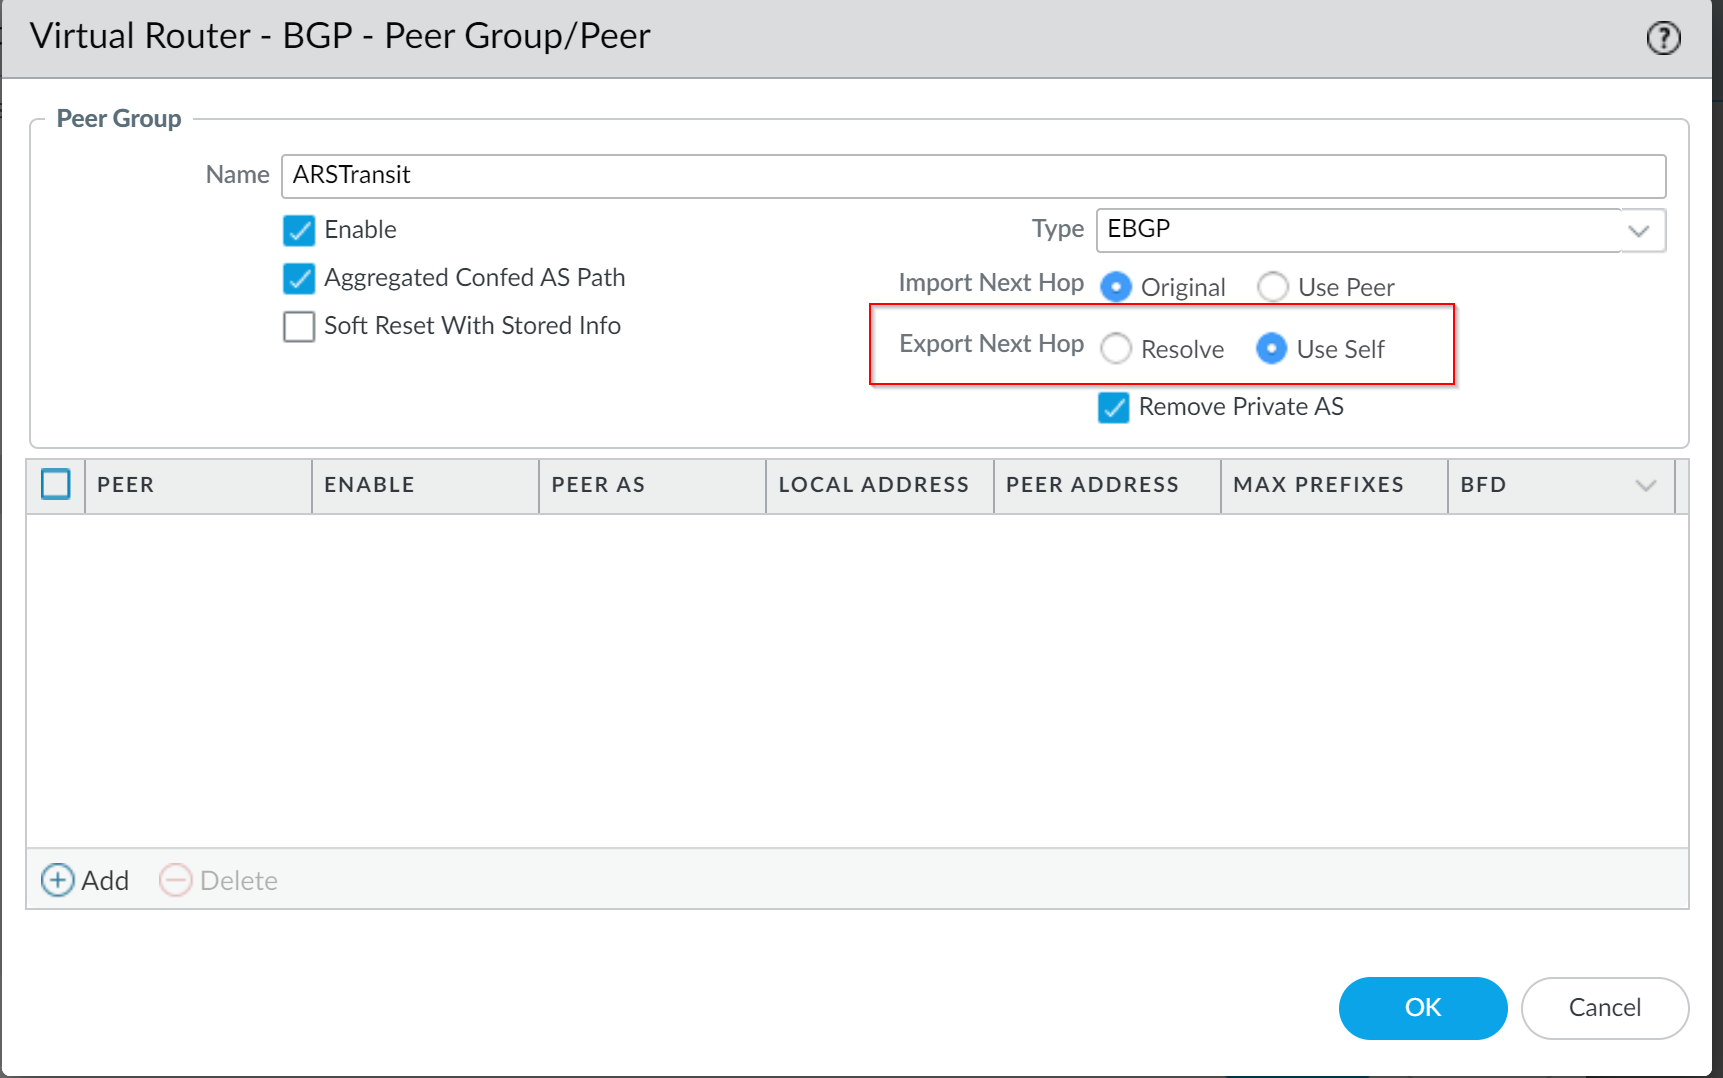 Virtual Router - BGP - Peer Group/Peer
?
Peer Group
Name ARSTransit
Enable
Type EBGP
Aggregated Confed AS Path
Import Next Hop Original Use Peer
Soft Reset With Stored Info
Export Next Hop Resolve Use Self
Remove Private AS
PEER ENABLE PEER AS LOCAL ADDRESS PEER ADDRESS MAX PREFIXES BFD
Add Delete
OK Cancel